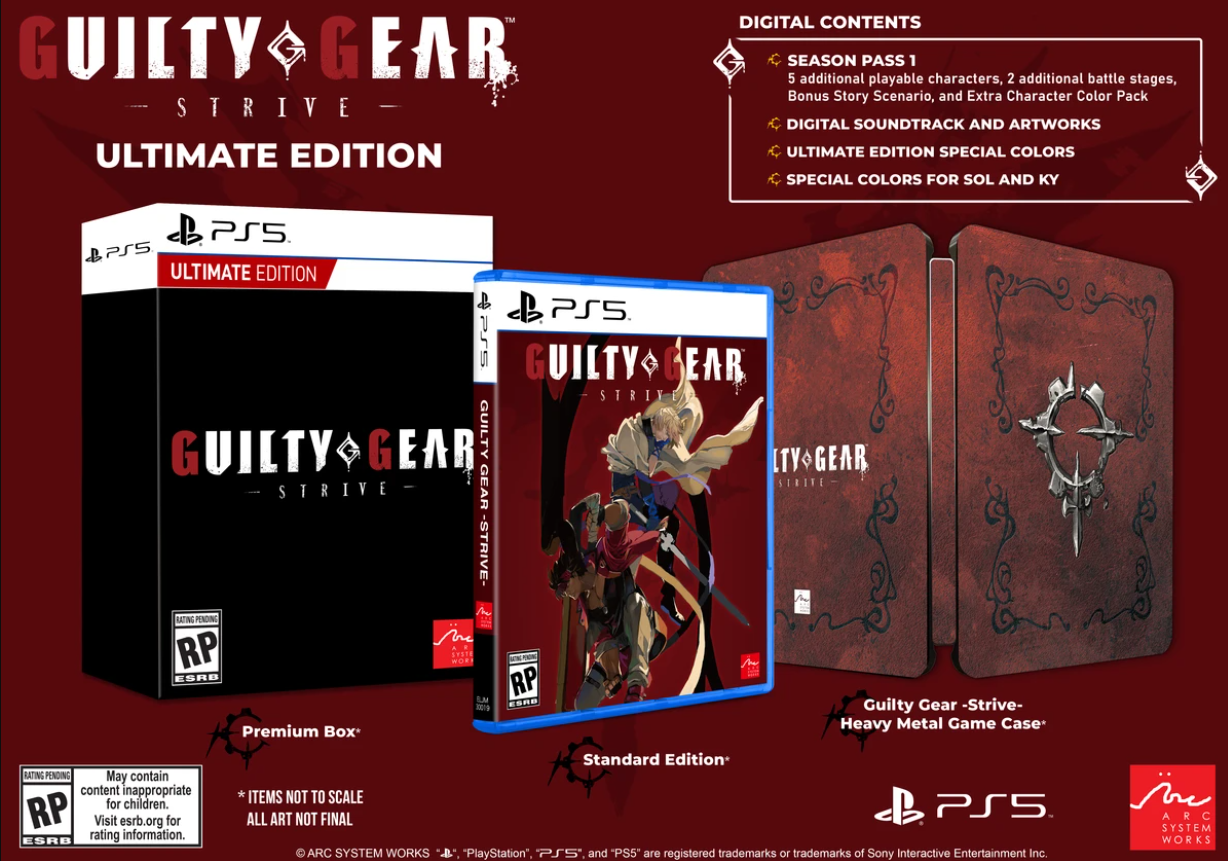 GUILTY GEAR™
STRIVE
ULTIMATE EDITION
DIGITAL CONTENTS
SEASON PASS 1
5 additional playable characters, 2 additional battle stages,
Bonus Story Scenario, and Extra Character Color Pack
DIGITAL SOUNDTRACK AND ARTWORKS
ULTIMATE EDITION SPECIAL COLORS
SPECIAL COLORS FOR SOL AND KY
PS5
PS5
ULTIMATE EDITION
GUILTY GEAR
STRIVE
RATING PENDING
RP
ESRB
ARC
SYSTEM
WORK
PS5
PS5
GUILTY GEAR -STRIVE-
GUILTY GEAR
STRIVE
RATING PENDING
RP
ESRB
LTY GEAR
STRIVE
Premium Box*
Standard Edition*
Guilty Gear -Strive-
Heavy Metal Game Case*
RATING PENDING
RP
ESRB
May contain
content inappropriate
for children.
Visit esrb.org for
rating information.
* ITEMS NOT TO SCALE
ALL ART NOT FINAL
PS5™
ARC
SYSTEM
WORKS
© ARC SYSTEM WORKS “ ”, “PlayStation”, “PS5”, and “PS5” are registered trademarks or trademarks of Sony Interactive Entertainment Inc.